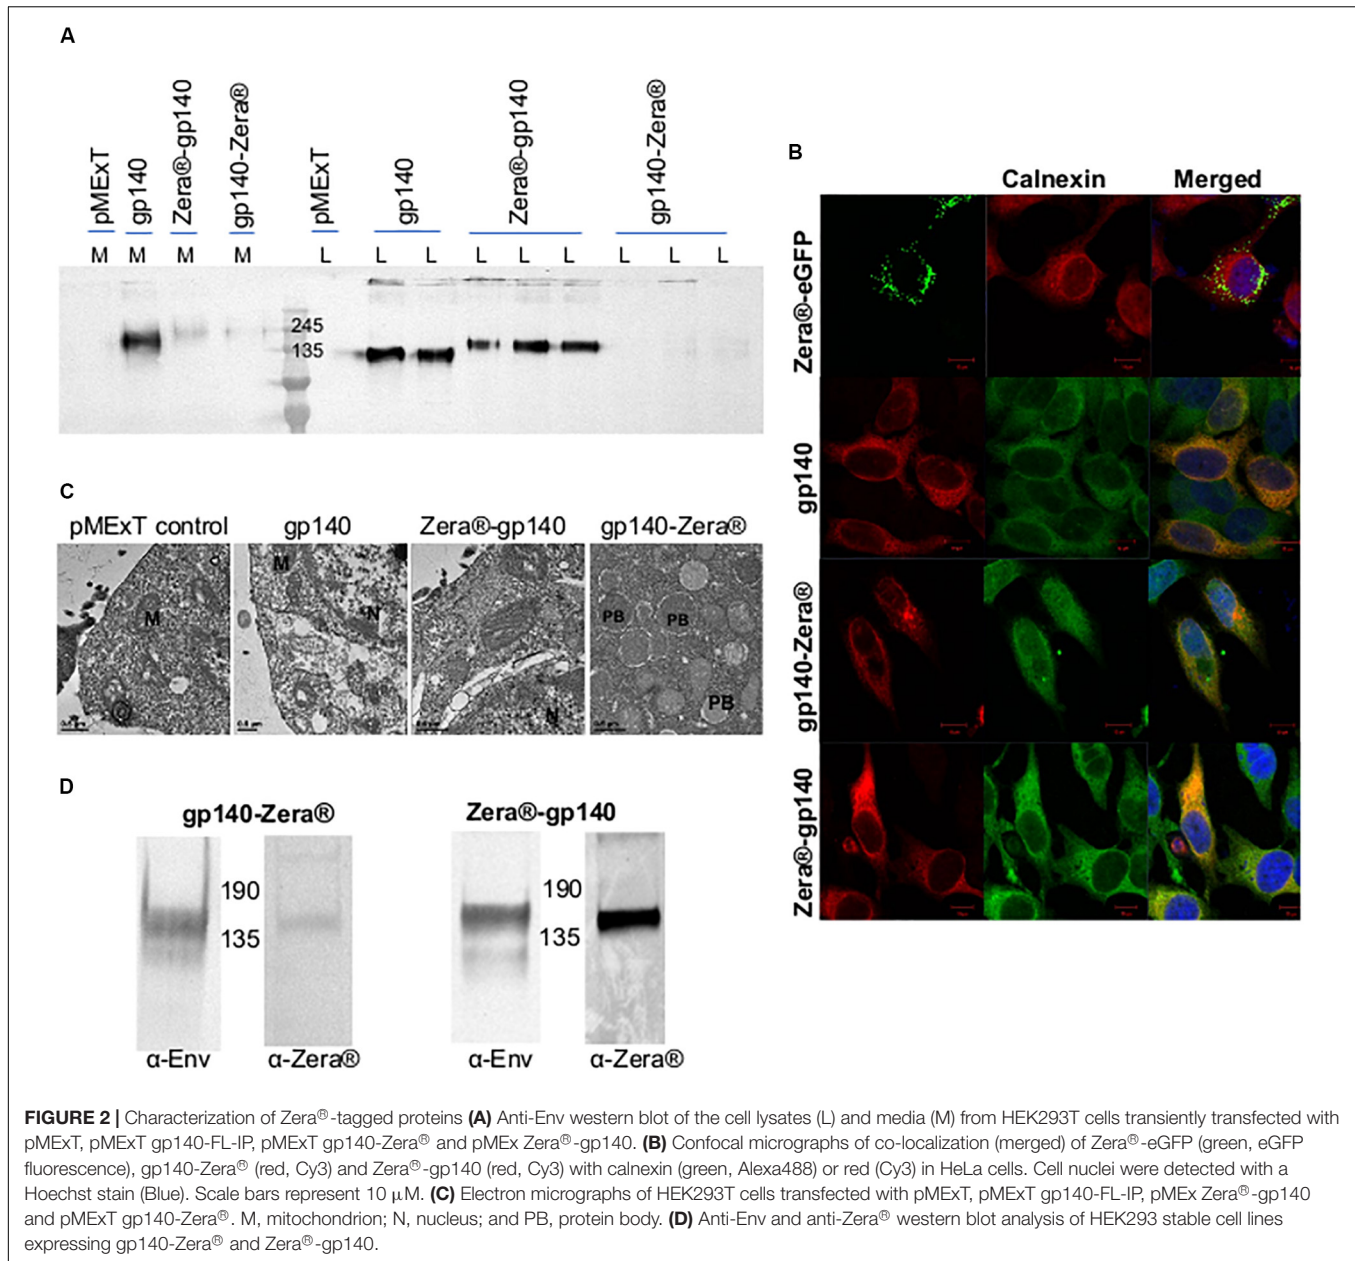 A
pMExT
gp140
Zera®-gp140
gp140-Zera®
pMExT
gp140
Zera®-gp140
gp140-Zera®
M M M M L L L L L L L L L
245
135
B
Calnexin Merged
Zera®-eGFP
gp140
gp140-Zera®
Zera®-gp140
C
pMExT control gp140 Zera®-gp140 gp140-Zera®
M
M
N
N
PB PB
PB
D
gp140-Zera® Zera®-gp140
190 190
135 135
α-Env α-Zera® α-Env α-Zera®
FIGURE 2 | Characterization of Zera®-tagged proteins (A) Anti-Env western blot of the cell lysates (L) and media (M) from HEK293T cells transiently transfected with
pMExT, pMExT gp140-FL-IP, pMExT gp140-Zera® and pMEx Zera®-gp140. (B) Confocal micrographs of co-localization (merged) of Zera®-eGFP (green, eGFP
fluorescence), gp140-Zera® (red, Cy3) and Zera®-gp140 (red, Cy3) with calnexin (green, Alexa488) or red (Cy3) in HeLa cells. Cell nuclei were detected with a
Hoechst stain (Blue). Scale bars represent 10 μM. (C) Electron micrographs of HEK293T cells transfected with pMExT, pMExT gp140-FL-IP, pMEx Zera®-gp140
and pMExT gp140-Zera®. M, mitochondrion; N, nucleus; and PB, protein body. (D) Anti-Env and anti-Zera® western blot analysis of HEK293 stable cell lines
expressing gp140-Zera® and Zera®-gp140.